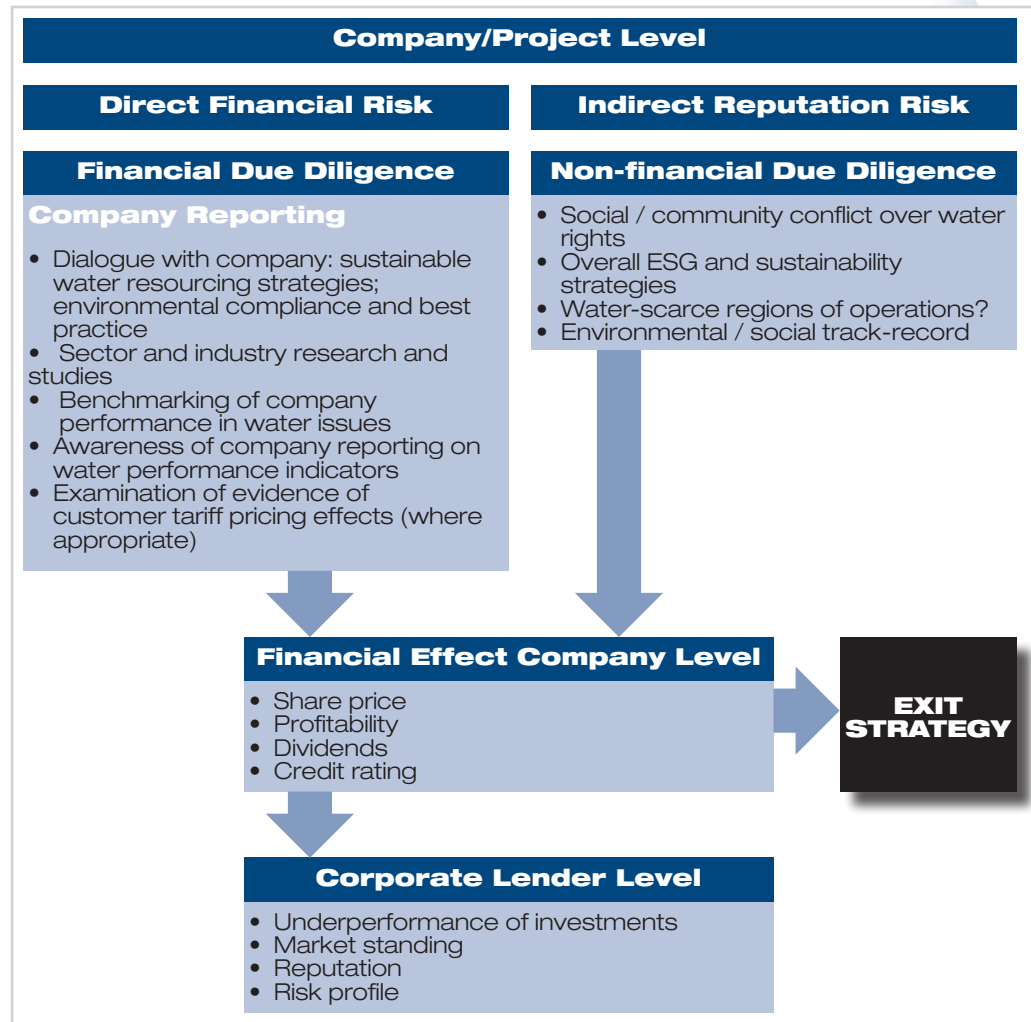 Company/Project Level
Direct Financial Risk
Financial Due Diligence
Company Reporting
• Dialogue with company: sustainable
water resourcing strategies;
environmental compliance and best
practice
• Sector and industry research and
studies
• Benchmarking of company
performance in water issues
• Awareness of company reporting on
water performance indicators
• Examination of evidence of
customer tariff pricing effects (where
appropriate)
Indirect Reputation Risk
Non-financial Due Diligence
• Social / community conflict over water
rights
• Overall ESG and sustainability
strategies
• Water-scarce regions of operations?
• Environmental / social track-record
Financial Effect Company Level
• Share price
• Profitability
• Dividends
• Credit rating
EXIT
STRATEGY
Corporate Lender Level
• Underperformance of investments
• Market standing
• Reputation
• Risk profile